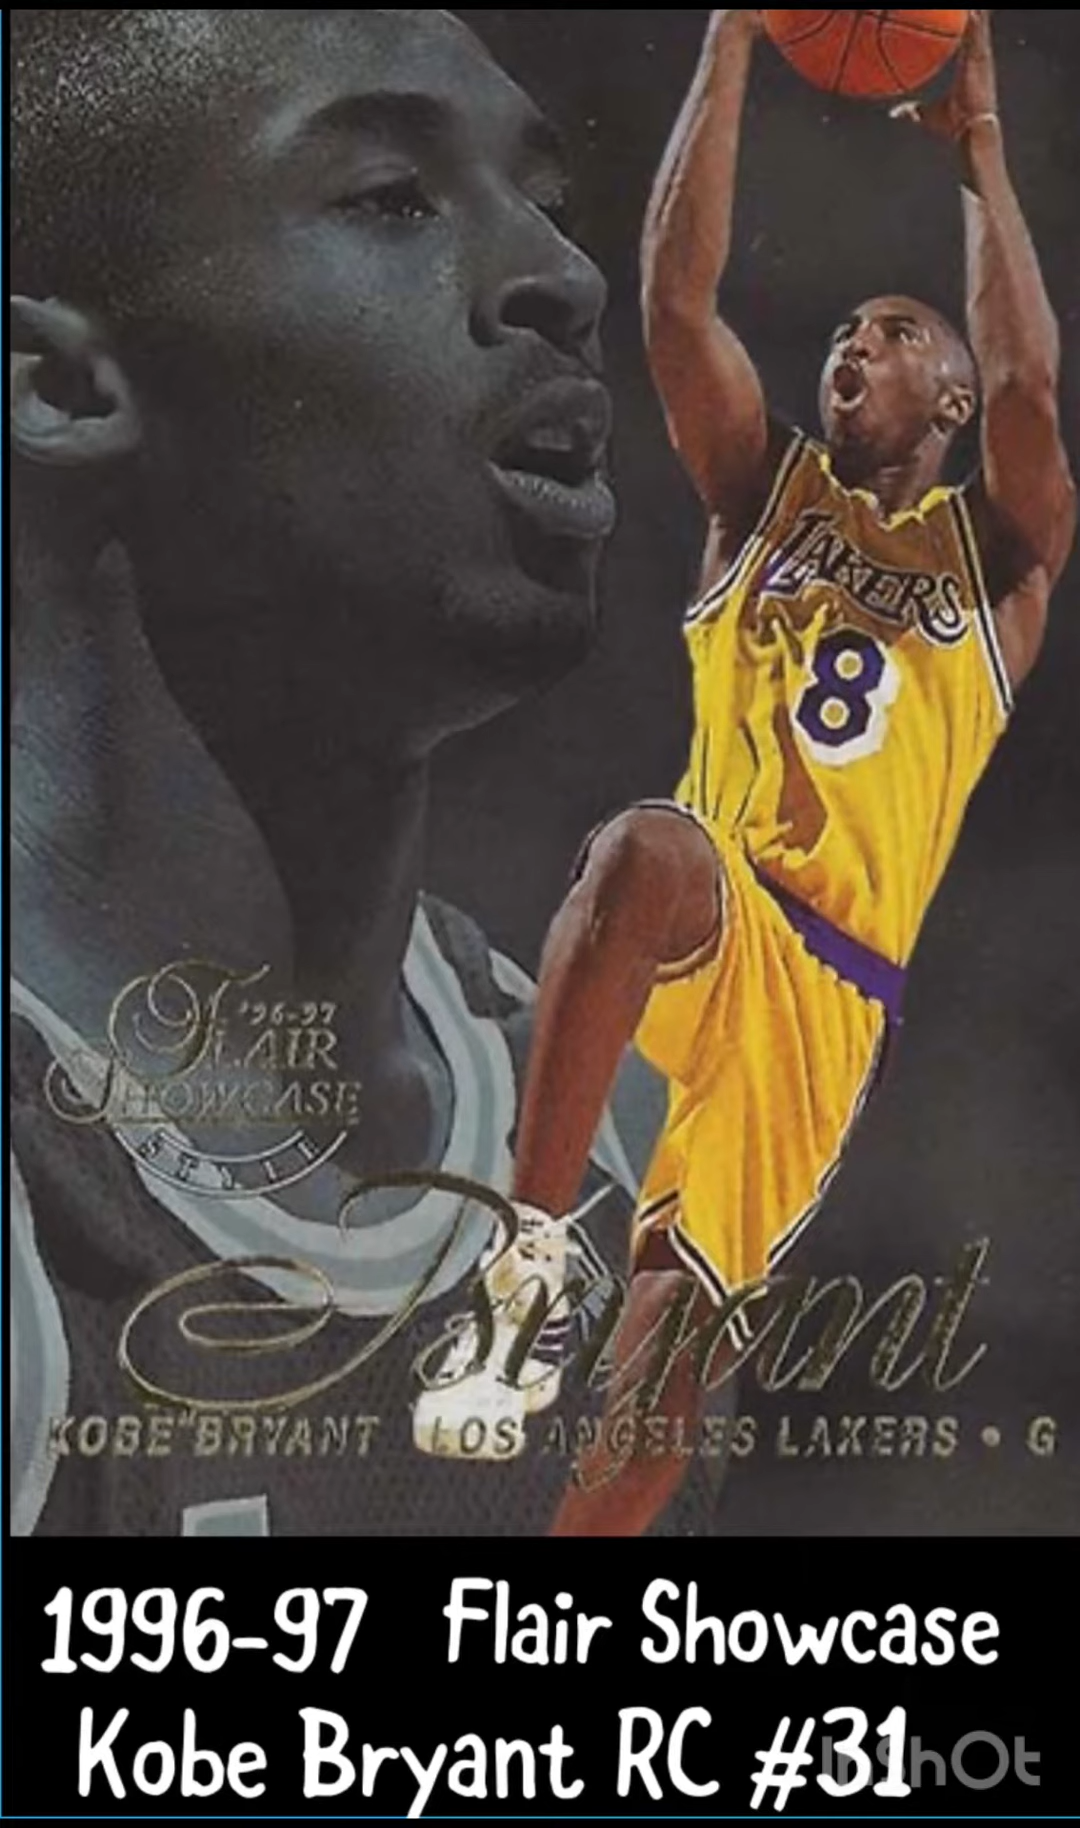 LAKERS
8
'96-97
FLAIR
SHOWCASE
STYLE
Bryant
KOBE BRYANT LOS ANGELES LAKERS • G
1996-97 Flair Showcase
Kobe Bryant RC #31
InShOt